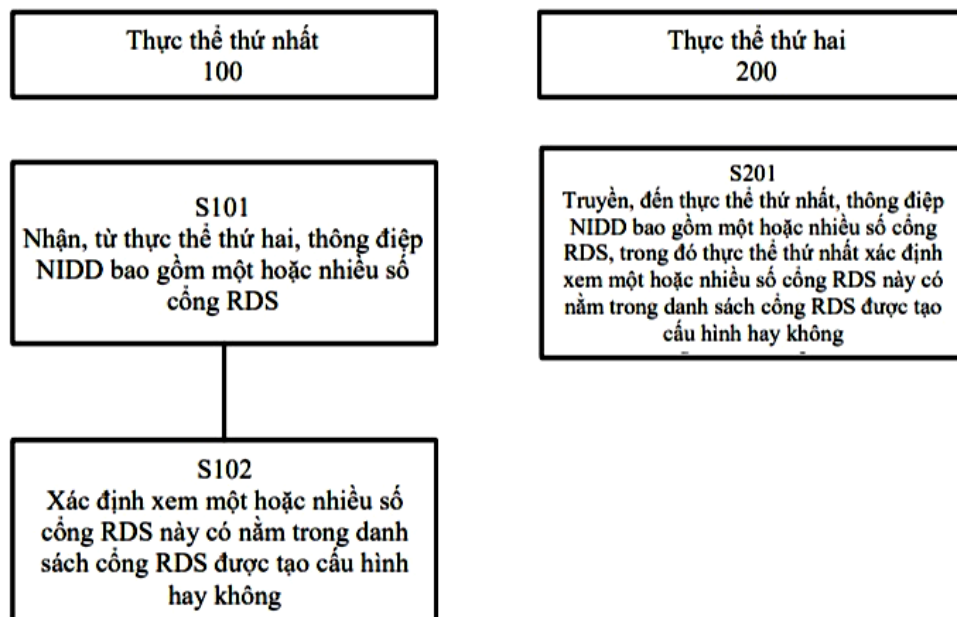 Thực thể thứ nhất
100
Thực thể thứ hai
200
S101
Nhận, từ thực thể thứ hai, thông điệp
NIDD bao gồm một hoặc nhiều số
cổng RDS
S201
Truyền, đến thực thể thứ nhất, thông điệp
NIDD bao gồm một hoặc nhiều số cổng
RDS, trong đó thực thể thứ nhất xác định
xem một hoặc nhiều số cổng RDS này có
nằm trong danh sách cổng RDS được tạo
cấu hình hay không
S102
Xác định xem một hoặc nhiều số
cổng RDS này có nằm trong danh
sách cổng RDS được tạo cấu hình
hay không